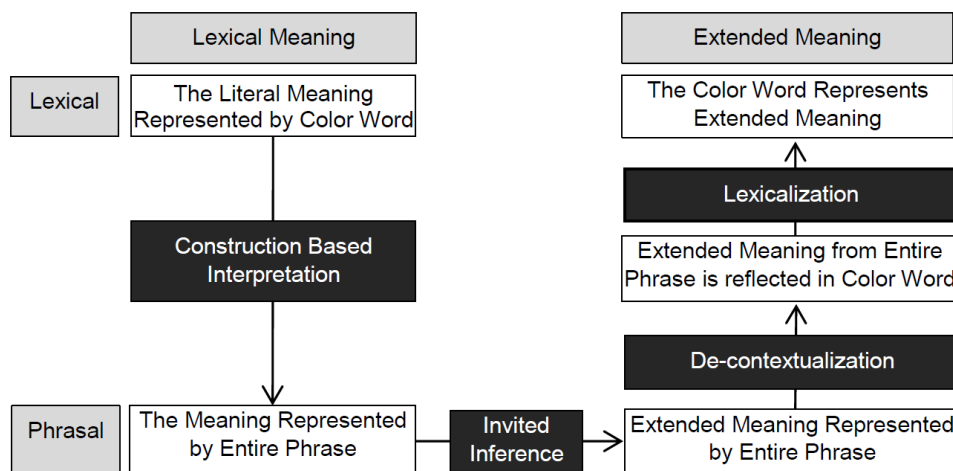 Lexical Meaning
Extended Meaning
Lexical
The Literal Meaning
Represented by Color Word
The Color Word Represents
Extended Meaning
Lexicalization
Construction Based
Interpretation
Extended Meaning from Entire
Phrase is reflected in Color Word
De-contextualization
Phrasal
The Meaning Represented
by Entire Phrase
Invited
Inference
Extended Meaning Represented
by Entire Phrase